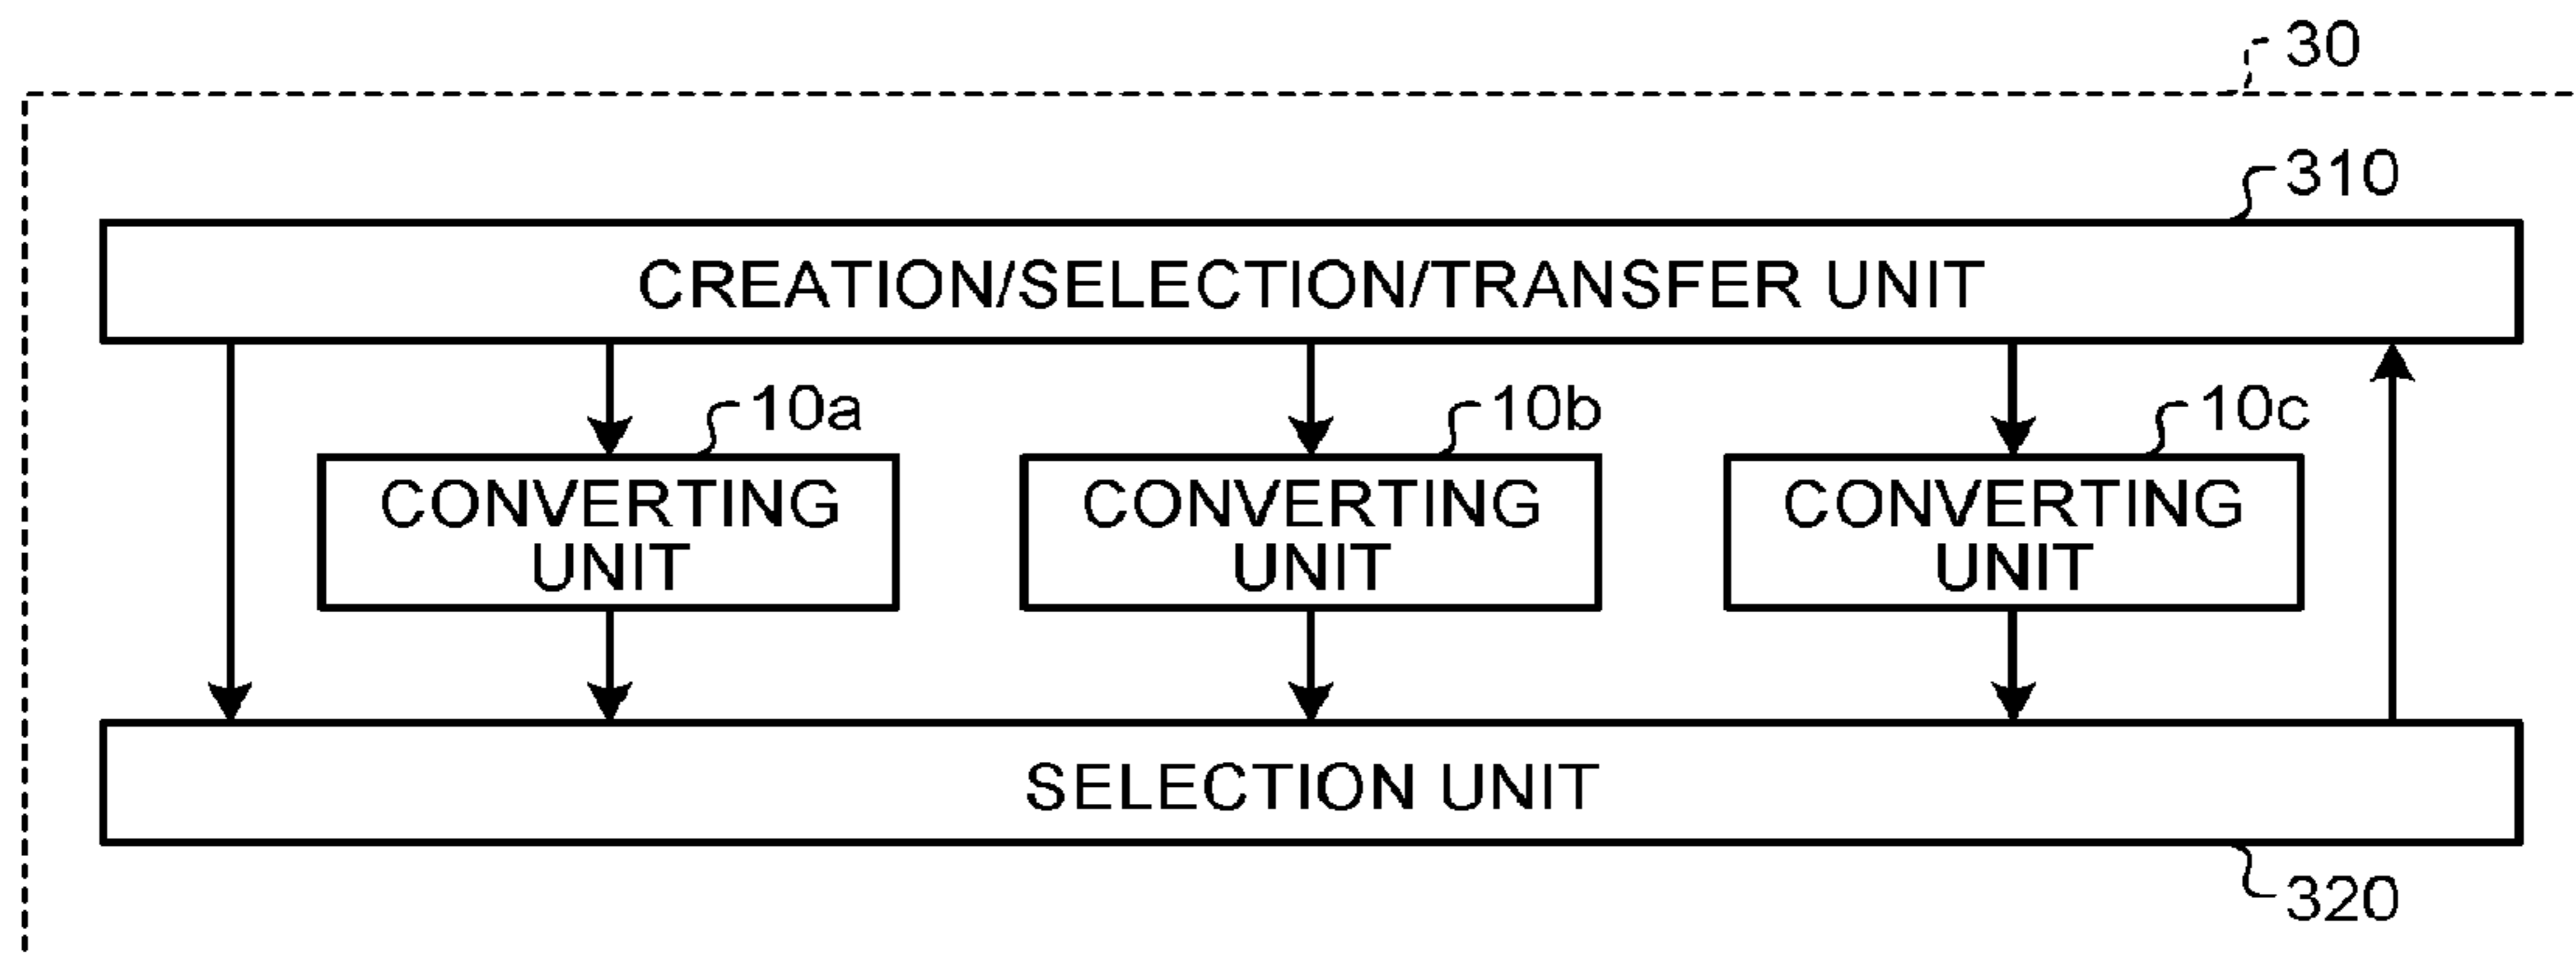 30
310
CREATION/SELECTION/TRANSFER UNIT
10a
10b
10c
CONVERTING
UNIT
CONVERTING
UNIT
CONVERTING
UNIT
SELECTION UNIT
320